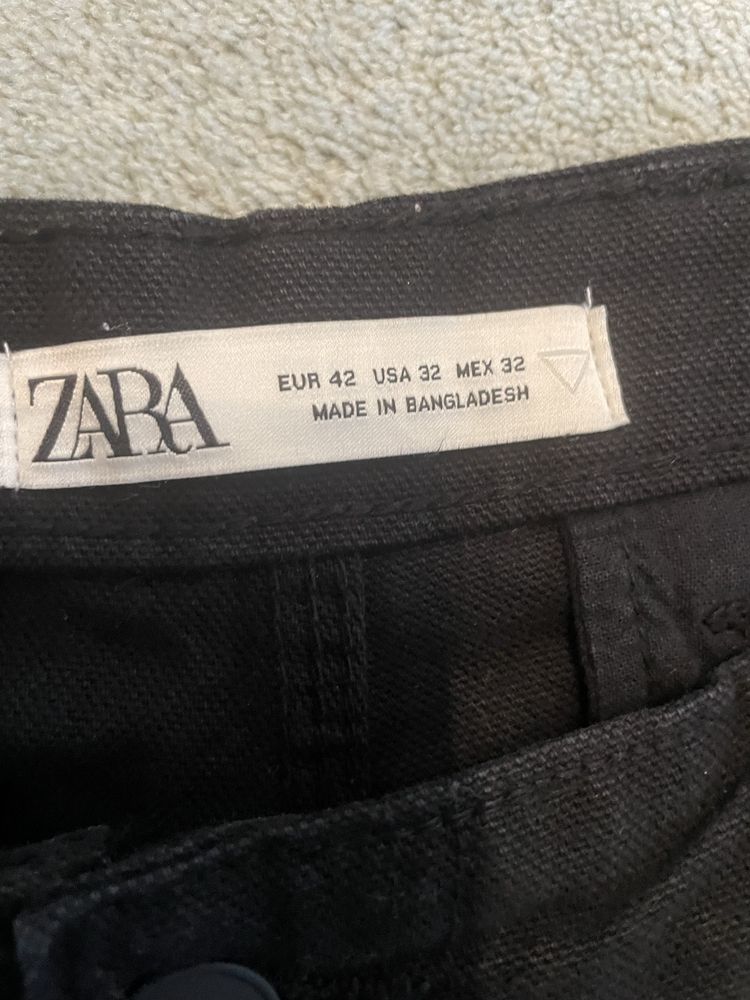 ZARA
EUR 42 USA 32 MEX 32
MADE IN BANGLADESH